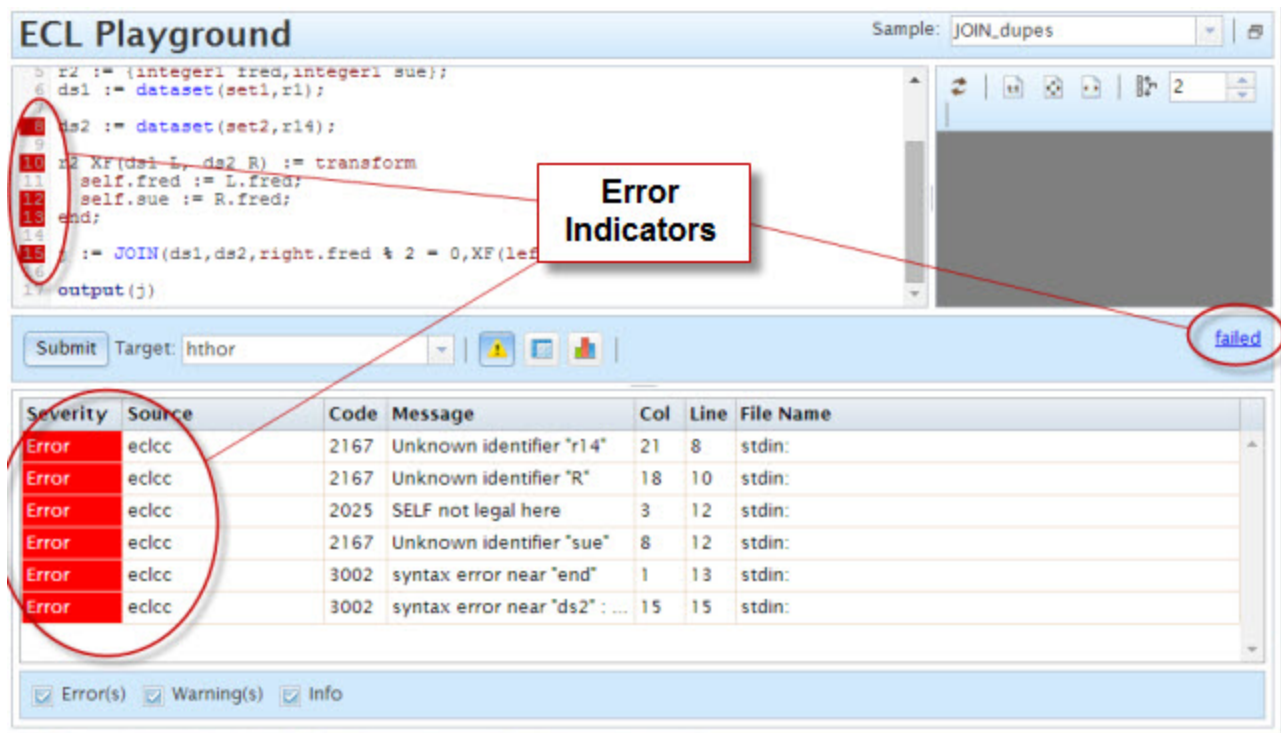 ECL Playground
Sample: JOIN_dupes
5 r2 := {integer1 fred,integer1 sue};
6 ds1 := dataset(set1,r1);
7
8 ds2 := dataset(set2,r14);
9
10 r2 XF(ds1 L, ds2 R) := transform
11 self.fred := L.fred;
12 self.sue := R.fred;
13 end;
14
15 j := JOIN(ds1,ds2,right.fred % 2 = 0,XF(lef
16
17 output(j)
2
Error
Indicators
Submit Target: hthor
failed
Severity Source Code Message Col Line File Name
Error eclcc 2167 Unknown identifier "r14" 21 8 stdin:
Error eclcc 2167 Unknown identifier "R" 18 10 stdin:
Error eclcc 2025 SELF not legal here 3 12 stdin:
Error eclcc 2167 Unknown identifier "sue" 8 12 stdin:
Error eclcc 3002 syntax error near "end" 1 13 stdin:
Error eclcc 3002 syntax error near "ds2" : ... 15 15 stdin:
Error(s) Warning(s) Info